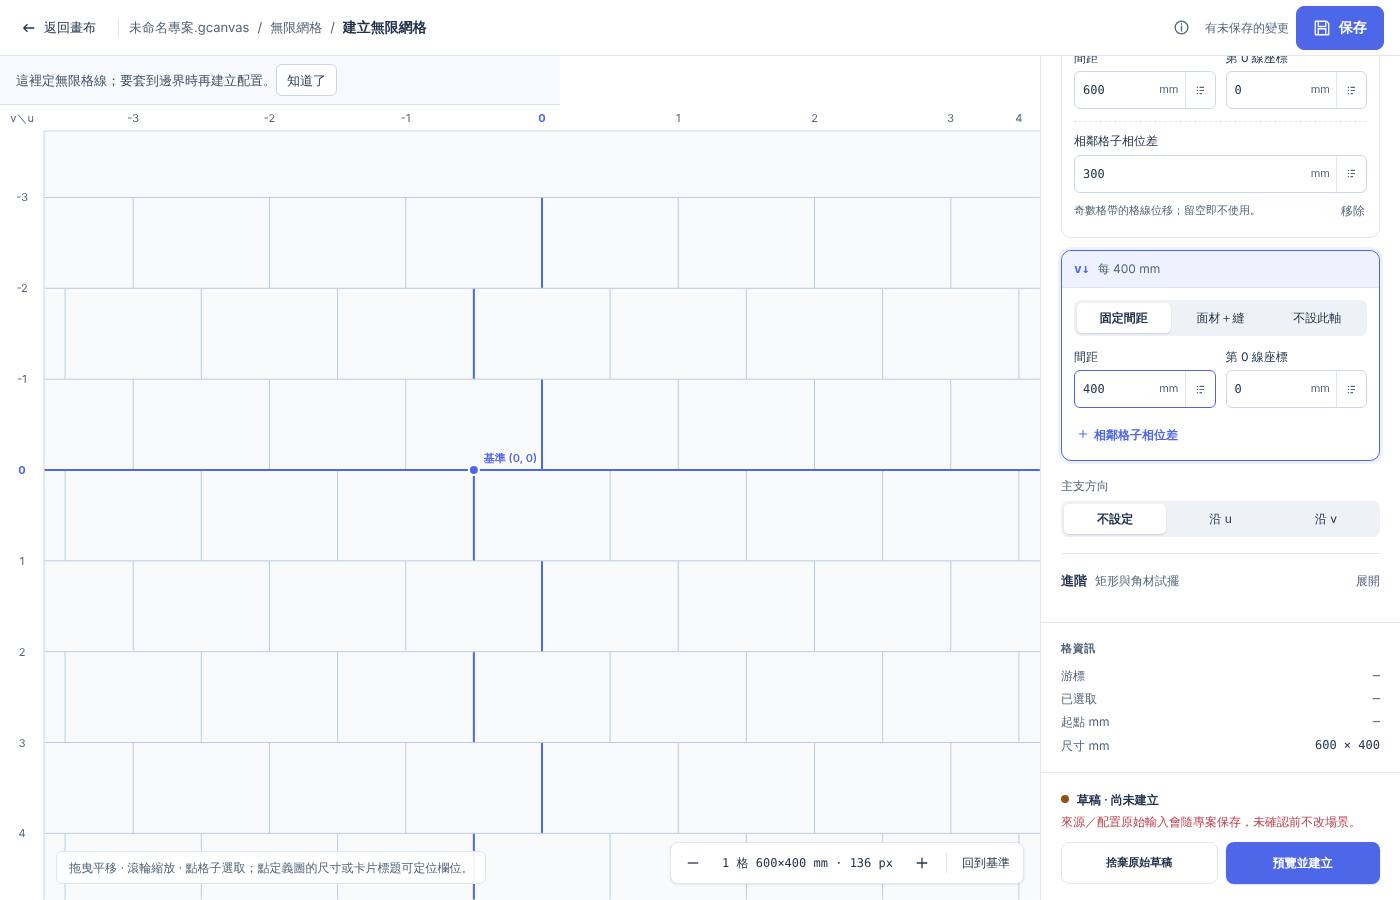 返回畫布
未命名專案.gcanvas / 無限網格 / 建立無限網格
有未保存的變更
保存
這裡定無限格線；要套到邊界時再建立配置。
知道了
v＼u
-3 -2 -1 0 1 2 3 4
-3
-2
-1
0
1
2
3
4
基準 (0, 0)
拖曳平移 · 滾輪縮放 · 點格子選取；點定義圖的尺寸或卡片標題可定位欄位。
1 格 600×400 mm · 136 px
回到基準
間距 第 0 線座標
600 mm 0 mm
相鄰格子相位差
300 mm
奇數格帶的格線位移；留空即不使用。 移除
v↓ 每 400 mm
固定間距 面材＋縫 不設此軸
間距 第 0 線座標
400 mm 0 mm
+ 相鄰格子相位差
主支方向
不設定 沿 u 沿 v
進階 矩形與角材試擺 展開
格資訊
游標 —
已選取 —
起點 mm —
尺寸 mm 600 × 400
草稿 · 尚未建立
來源／配置原始輸入會隨專案保存，未確認前不改場景。
捨棄原始草稿 預覽並建立